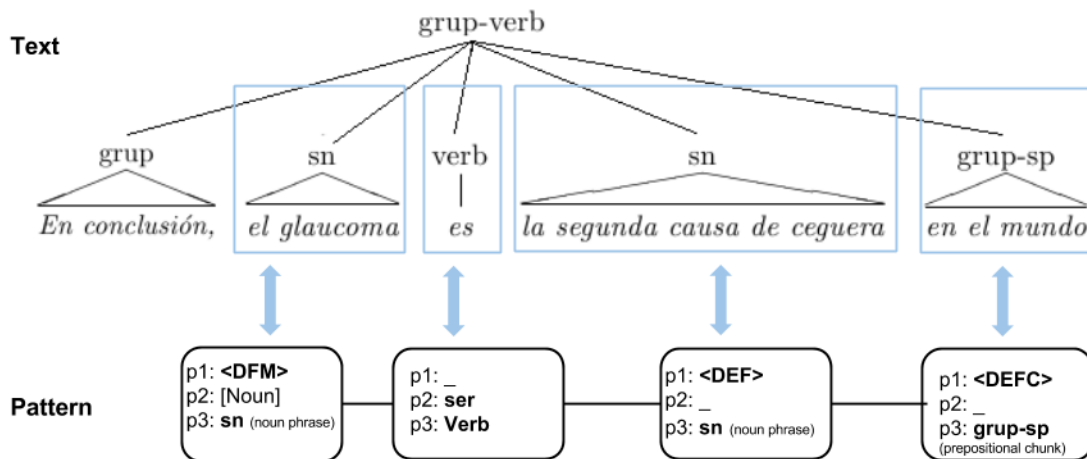 grup-verb
Text
grup sn verb sn grup-sp
En conclusión, el glaucoma es la segunda causa de ceguera en el mundo
p1: <DFM>
p2: [Noun]
p3: sn (noun phrase)
p1: _
p2: ser
p3: Verb
p1: <DEF>
p2: _
p3: sn (noun phrase)
p1: <DEFC>
p2: _
p3: grup-sp
(prepositional chunk)
Pattern